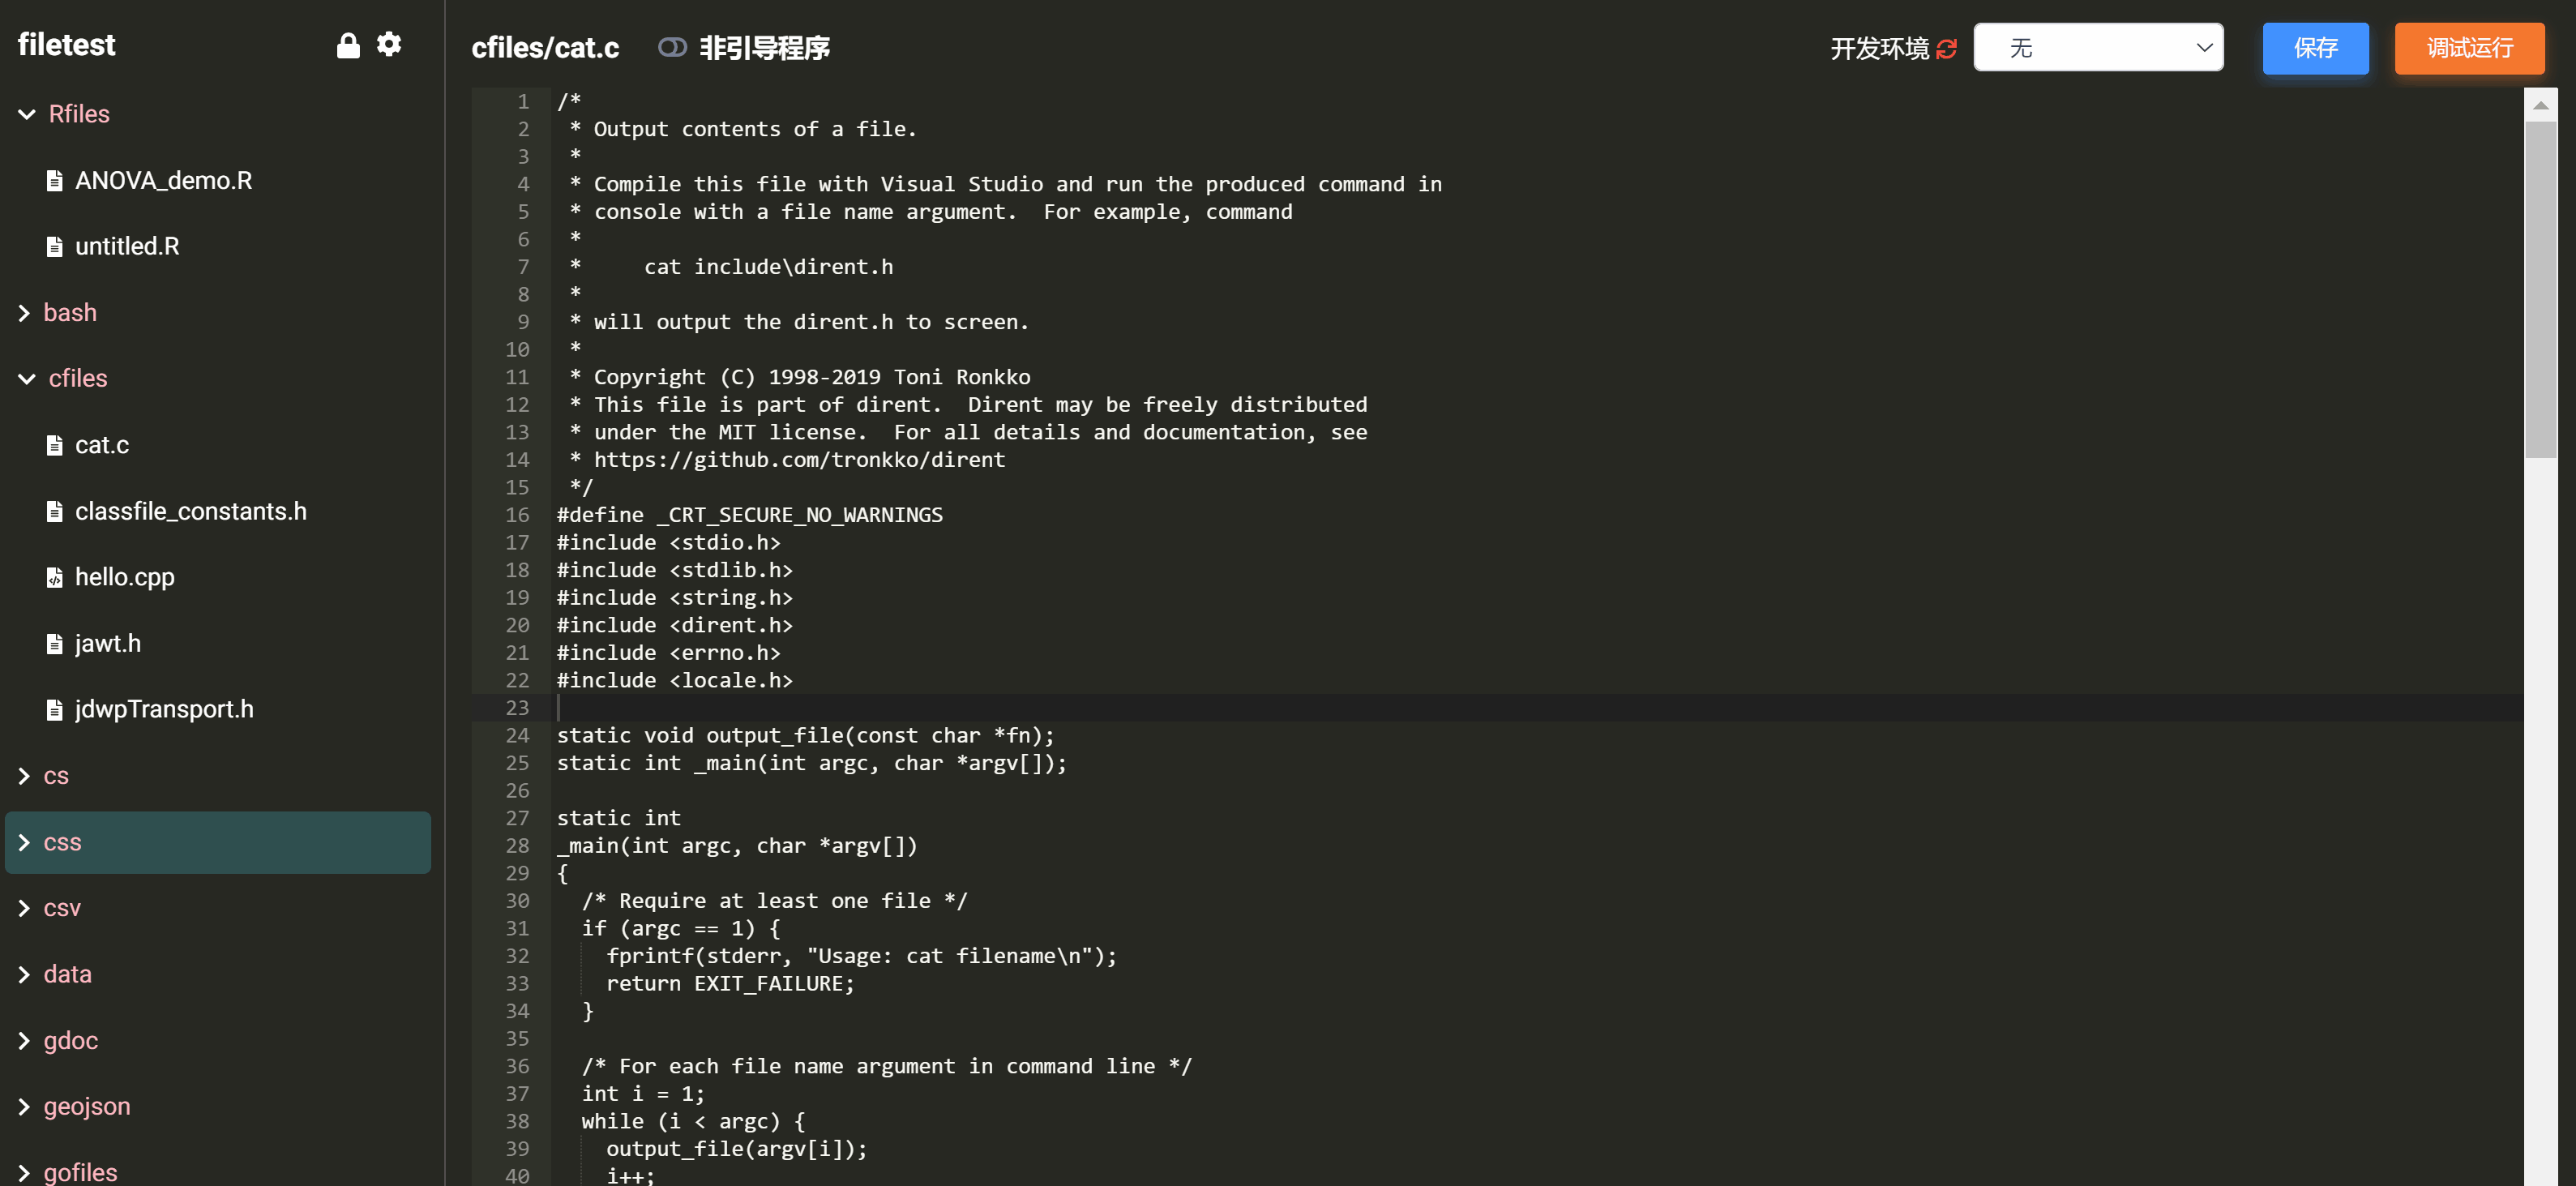 filetest
Rfiles
ANOVA_demo.R
untitled.R
bash
cfiles
cat.c
classfile_constants.h
hello.cpp
jawt.h
jdwpTransport.h
cs
css
csv
data
gdoc
geojson
gofiles
cfiles/cat.c 非引导程序 开发环境 无 保存 调试运行
1 /*
2  * Output contents of a file.
3  *
4  * Compile this file with Visual Studio and run the produced command in
5  * console with a file name argument.  For example, command
6  *
7  *     cat include\dirent.h
8  *
9  * will output the dirent.h to screen.
10  *
11  * Copyright (C) 1998-2019 Toni Ronkko
12  * This file is part of dirent.  Dirent may be freely distributed
13  * under the MIT license.  For all details and documentation, see
14  * https://github.com/tronkko/dirent
15  */
16 #define _CRT_SECURE_NO_WARNINGS
17 #include <stdio.h>
18 #include <stdlib.h>
19 #include <string.h>
20 #include <dirent.h>
21 #include <errno.h>
22 #include <locale.h>
23
24 static void output_file(const char *fn);
25 static int _main(int argc, char *argv[]);
26
27 static int
28 _main(int argc, char *argv[])
29 {
30   /* Require at least one file */
31   if (argc == 1) {
32     fprintf(stderr, "Usage: cat filename\n");
33     return EXIT_FAILURE;
34   }
35
36   /* For each file name argument in command line */
37   int i = 1;
38   while (i < argc) {
39     output_file(argv[i]);
40     i++;